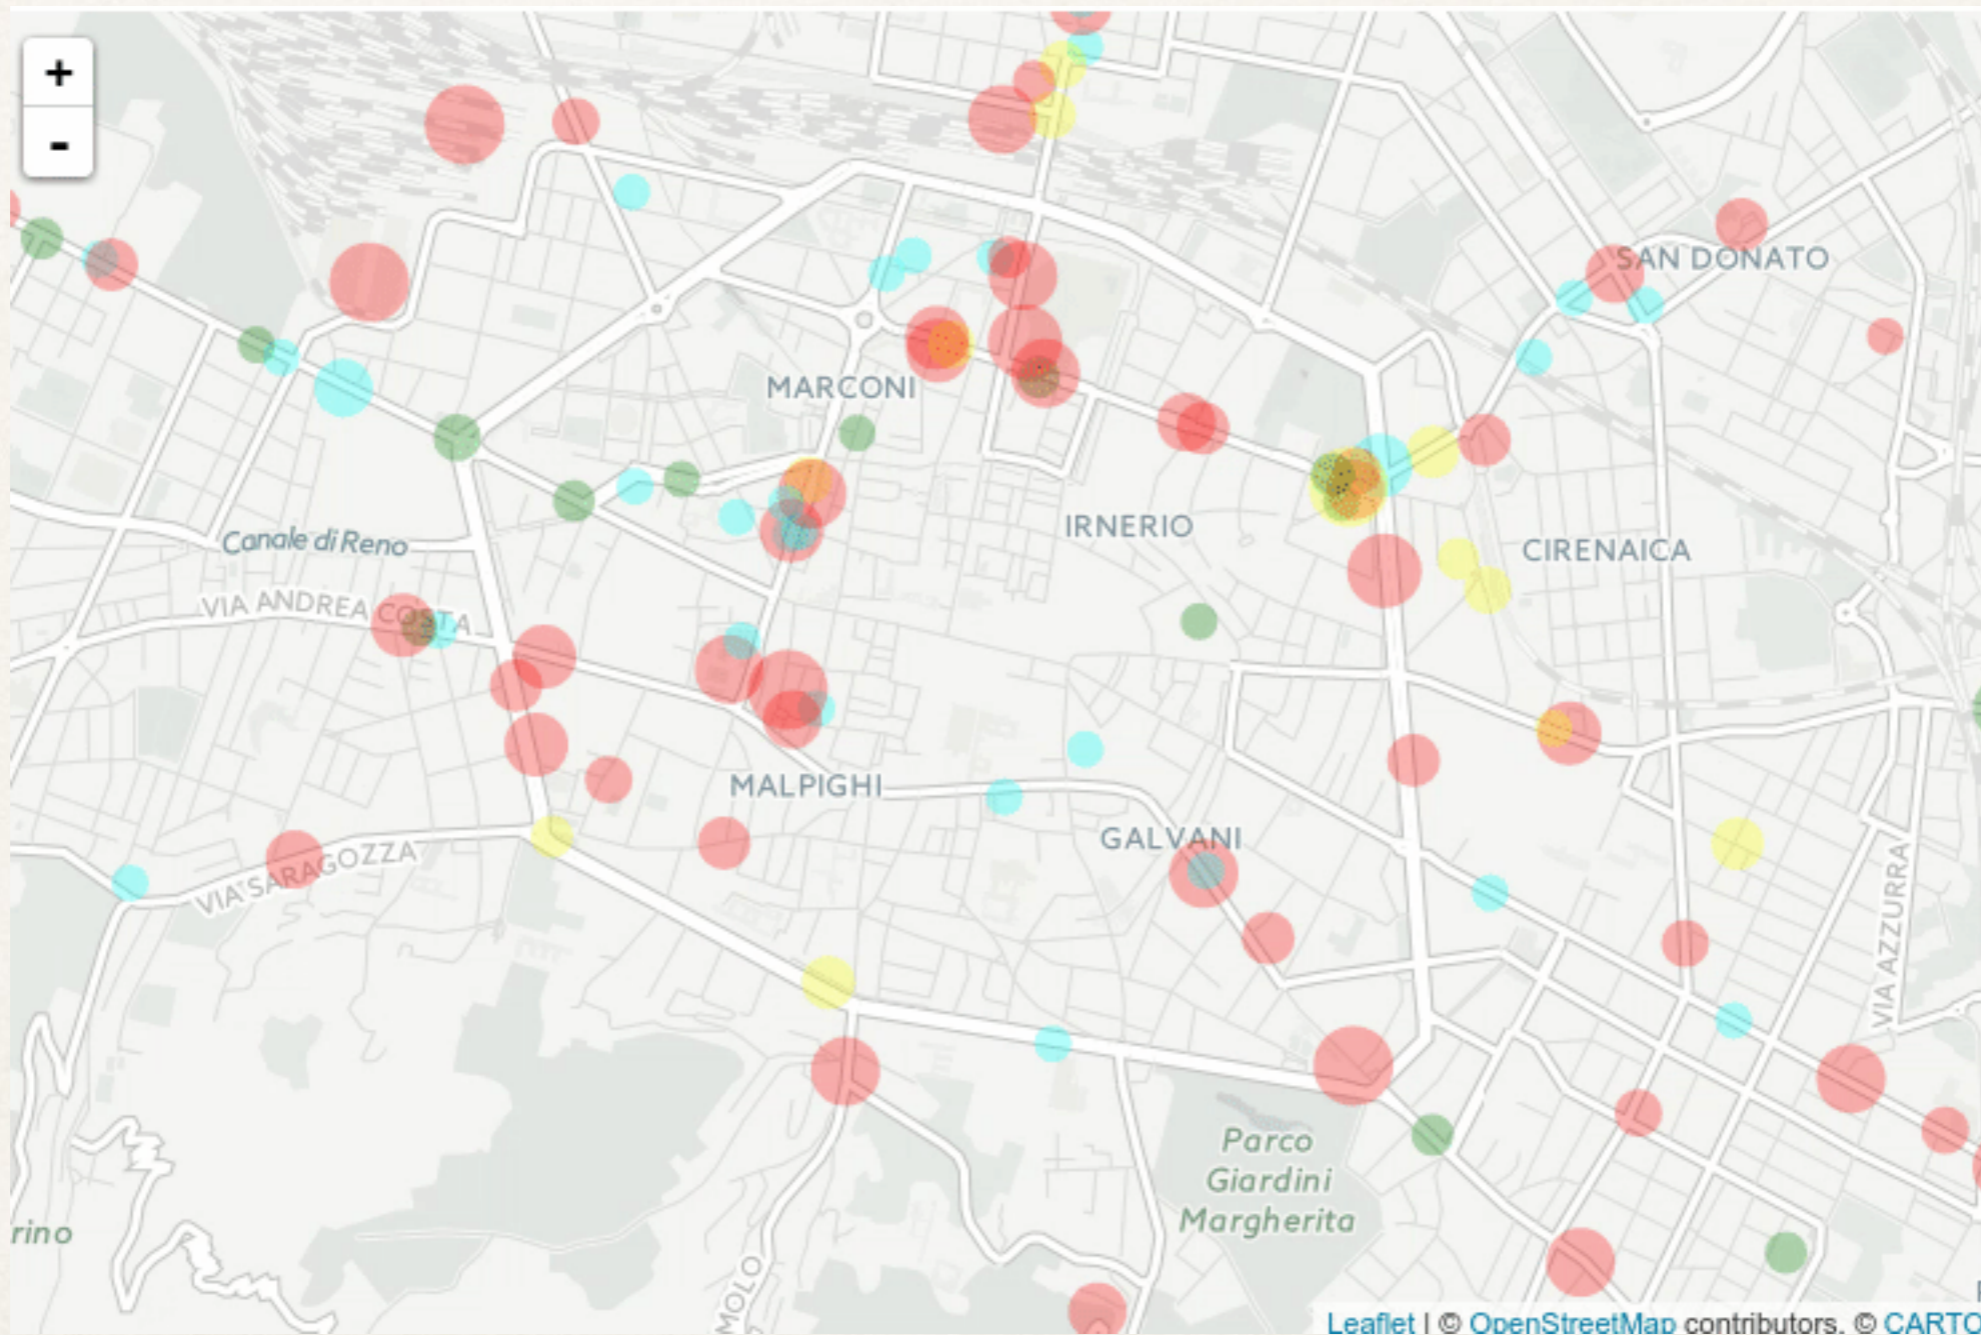 +
-
SAN DONATO
MARCONI
IRNERIO
CIRENAICA
Canale di Reno
VIA ANDREA COSTA
MALPIGHI
GALVANI
VIA SARAGOZZA
VIA AZZURRA
Parco
Giardini
Margherita
rino
MOLO
Leaflet | © OpenStreetMap contributors, © CARTO